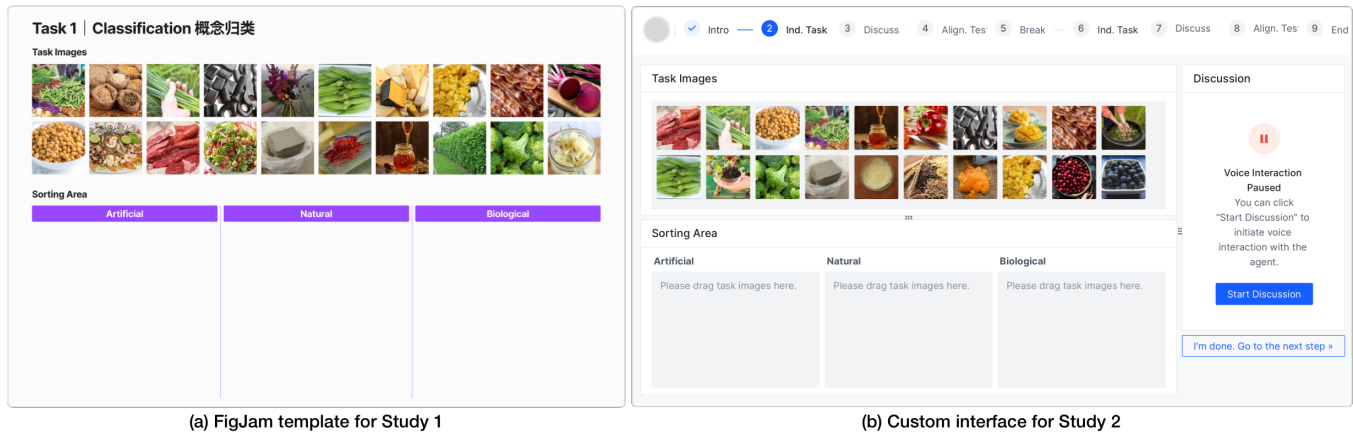 Task 1｜Classification 概念归类
Task Images
Sorting Area
Artificial
Natural
Biological
(a) FigJam template for Study 1
Intro
2 Ind. Task
3 Discuss
4 Align. Tes
5 Break
6 Ind. Task
7 Discuss
8 Align. Tes
9 End
Task Images
Sorting Area
Artificial
Natural
Biological
Please drag task images here.
Please drag task images here.
Please drag task images here.
Discussion
Voice Interaction
Paused
You can click
“Start Discussion” to
initiate voice
interaction with the
agent.
Start Discussion
I'm done. Go to the next step »
(b) Custom interface for Study 2